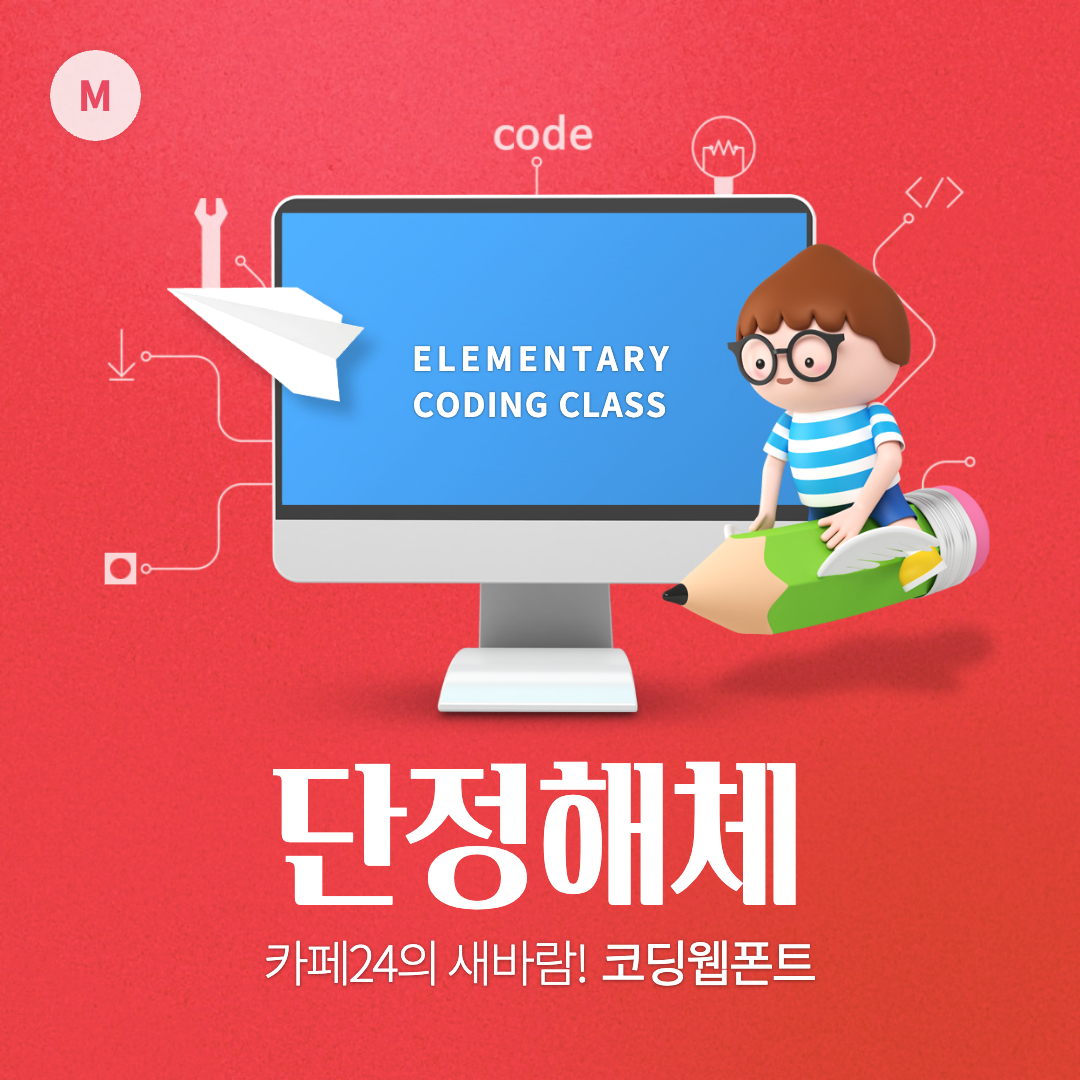 M
code
</>
ELEMENTARY
CODING CLASS
단정해체
카페24의 새바람! 코딩웹폰트